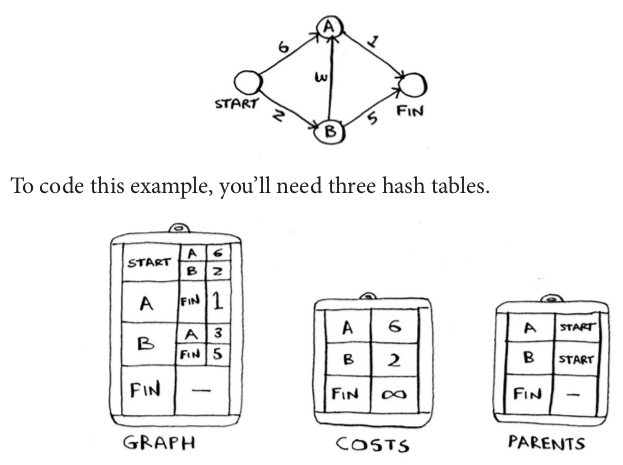 A
6
1
START
3
FIN
2
5
B
To code this example, you'll need three hash tables.
START A 6
B 2
A FIN 1
B A 3
FIN 5
FIN —
GRAPH
A 6
B 2
FIN ∞
COSTS
A START
B START
FIN —
PARENTS